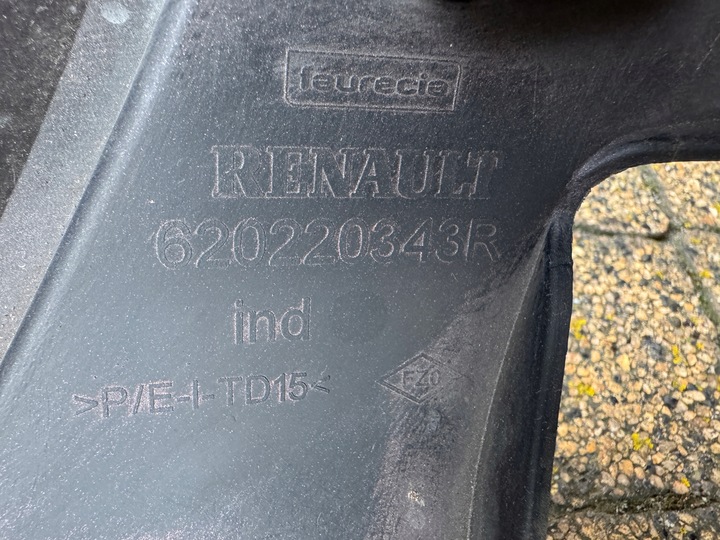 faurecia
RENAULT
620220343R
ind
>P/E-I-TD15<
FZ0